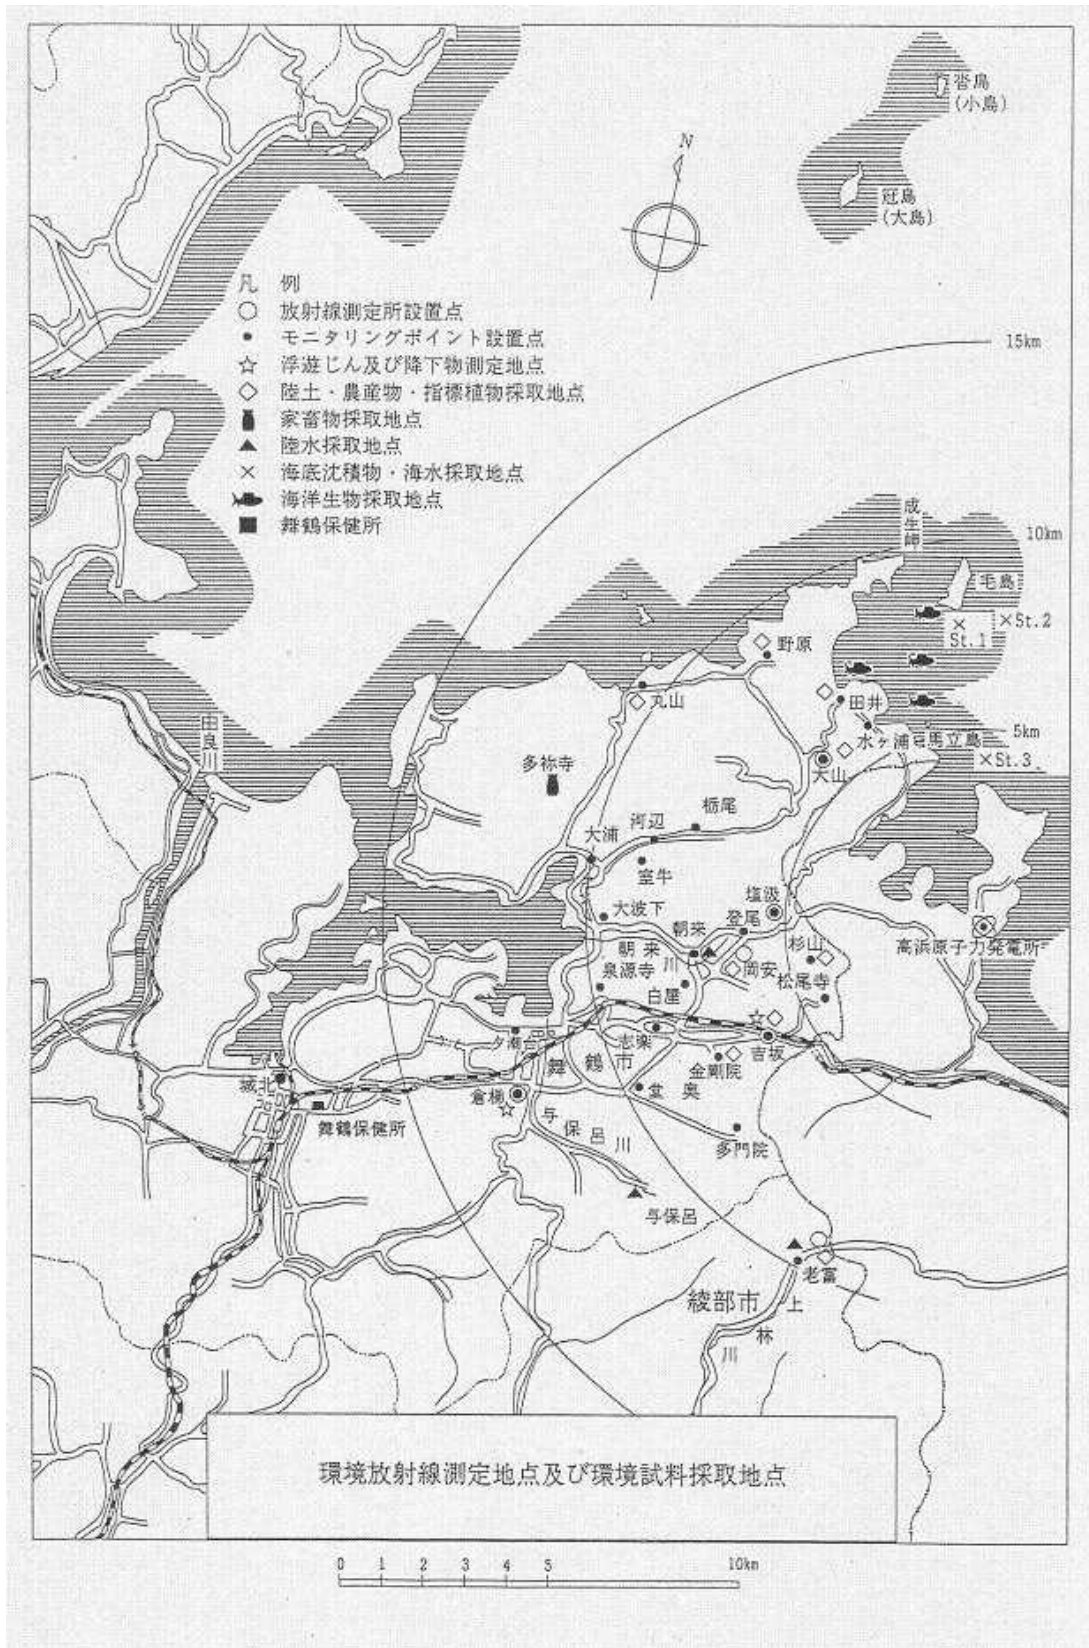 沓島
(小島)
N
冠島
(大島)
凡 例
放射線測定所設置点
モニタリングポイント設置点
浮遊じん及び降下物測定地点
陸土・農産物・指標植物採取地点
家畜物採取地点
陸水採取地点
海底沈積物・海水採取地点
海洋生物採取地点
舞鶴保健所
15km
成生岬
10km
毛島
×St.2
×
St.1
野原
田井
丸山
水ヶ浦
馬立島
5km
×St.3
大山
由良川
多祢寺
栃尾
河辺
大浦
室牛
塩汲
大波下
登尾
朝来
朝来川
杉山
高浜原子力発電所
泉源寺
岡安
松尾寺
白屋
志楽
夕潮台
吉坂
舞鶴市
金剛院
城北
倉梯
堂奥
舞鶴保健所
与保呂川
多門院
与保呂
老富
綾部市
上林川
環境放射線測定地点及び環境試料採取地点
0 1 2 3 4 5 10km